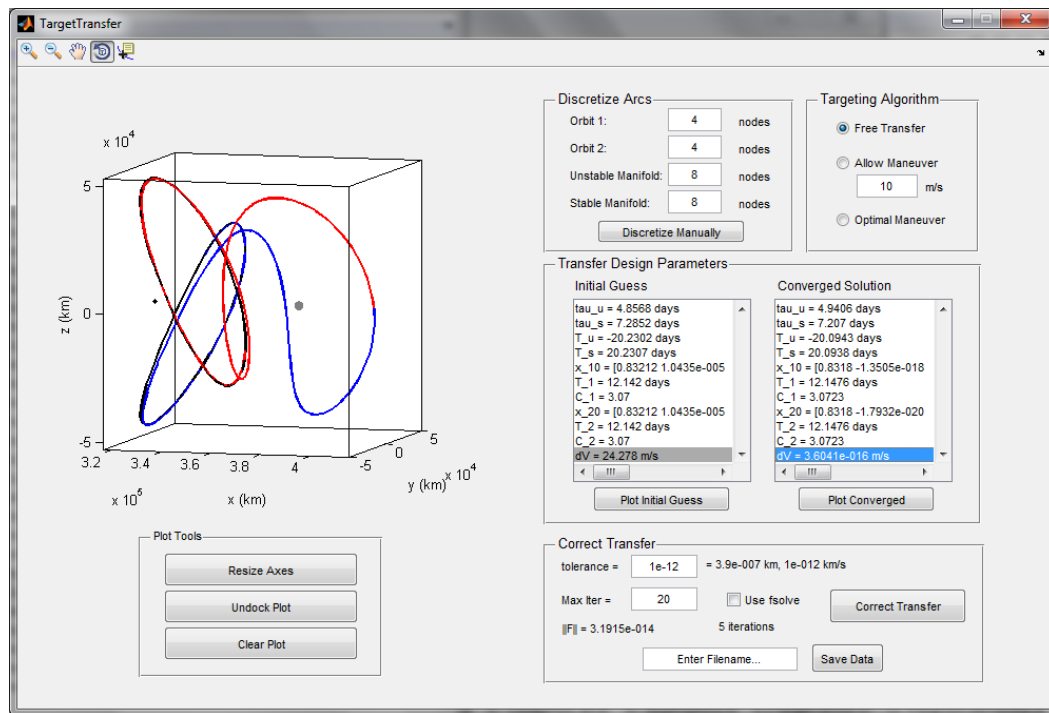 TargetTransfer
x 10^4
5
0
-5
z (km)
3.2
3.4
3.6
3.8
4
x 10^5
x (km)
-5
0
5
y (km)
x 10^4
Plot Tools
Resize Axes
Undock Plot
Clear Plot
Discretize Arcs
Orbit 1: 4 nodes
Orbit 2: 4 nodes
Unstable Manifold: 8 nodes
Stable Manifold: 8 nodes
Discretize Manually
Targeting Algorithm
Free Transfer
Allow Maneuver
10 m/s
Optimal Maneuver
Transfer Design Parameters
Initial Guess
tau_u = 4.8568 days
tau_s = 7.2852 days
T_u = -20.2302 days
T_s = 20.2307 days
x_10 = [0.83212 1.0435e-005
T_1 = 12.142 days
C_1 = 3.07
x_20 = [0.83212 1.0435e-005
T_2 = 12.142 days
C_2 = 3.07
dV = 24.278 m/s
Plot Initial Guess
Converged Solution
tau_u = 4.9406 days
tau_s = 7.207 days
T_u = -20.0943 days
T_s = 20.0938 days
x_10 = [0.8318 -1.3505e-018
T_1 = 12.1476 days
C_1 = 3.0723
x_20 = [0.8318 -1.7932e-020
T_2 = 12.1476 days
C_2 = 3.0723
dV = 3.6041e-016 m/s
Plot Converged
Correct Transfer
tolerance = 1e-12 = 3.9e-007 km, 1e-012 km/s
Max Iter = 20 Use fsolve
Correct Transfer
||F|| = 3.1915e-014 5 iterations
Enter Filename... Save Data